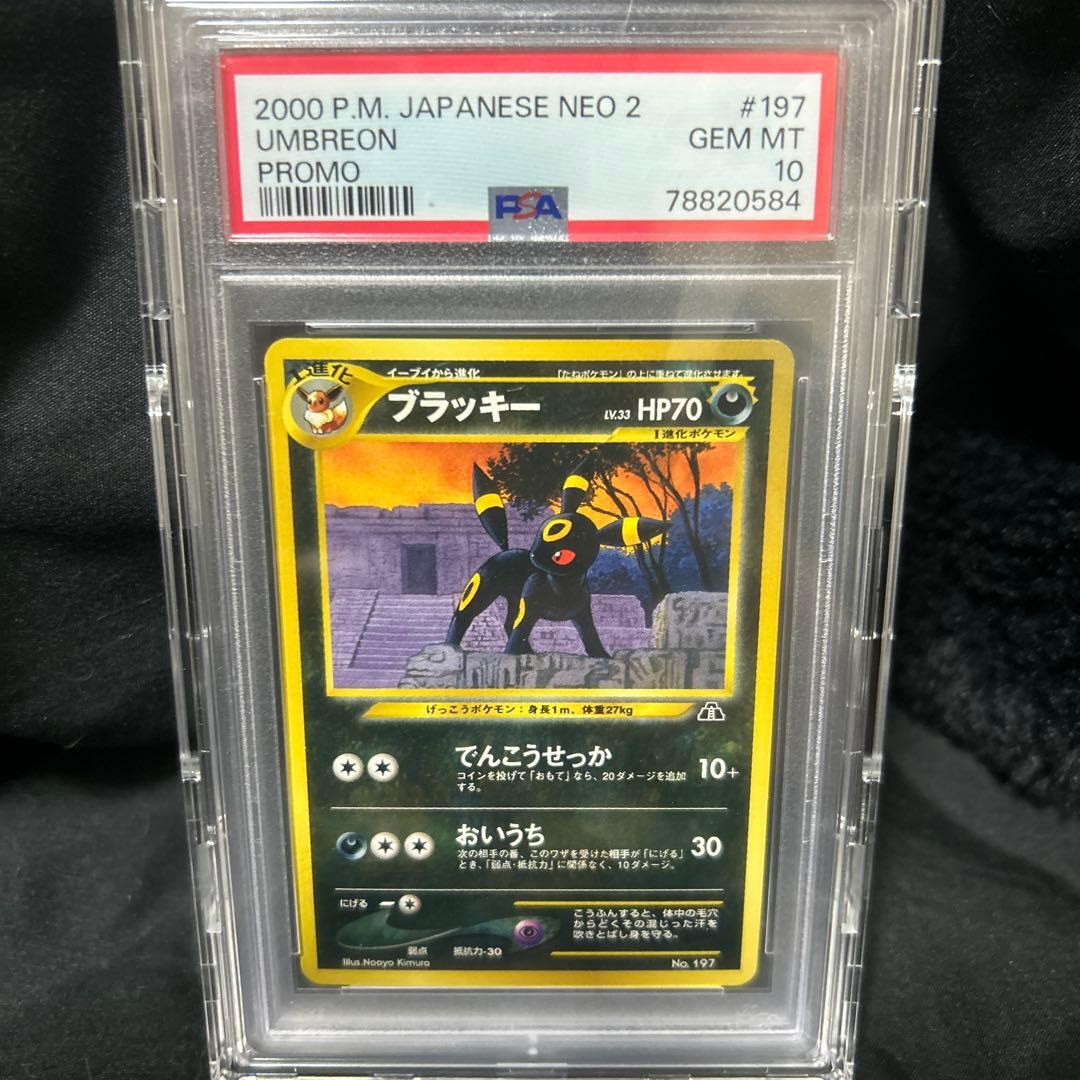 2000 P.M. JAPANESE NEO 2 #197
UMBREON GEM MT
PROMO 10
PSA 78820584
1進化 イーブイから進化 「たねポケモン」の上に重ねて進化させます。
ブラッキー LV.33 HP70
1進化ポケモン
げっこうポケモン：身長1m、体重27kg
でんこうせっか 10+
コインを投げて「おもて」なら、20ダメージを追加
する。
おいうち 30
次の相手の番、このワザを受けた相手が「にげる」
とき、「弱点・抵抗力」に関係なく、10ダメージ。
にげる
こうふんすると、体中の毛穴
からどくその混じった汗を
吹きとばし身を守る。
弱点 抵抗力-30
Illus.Naoyo Kimura No. 197